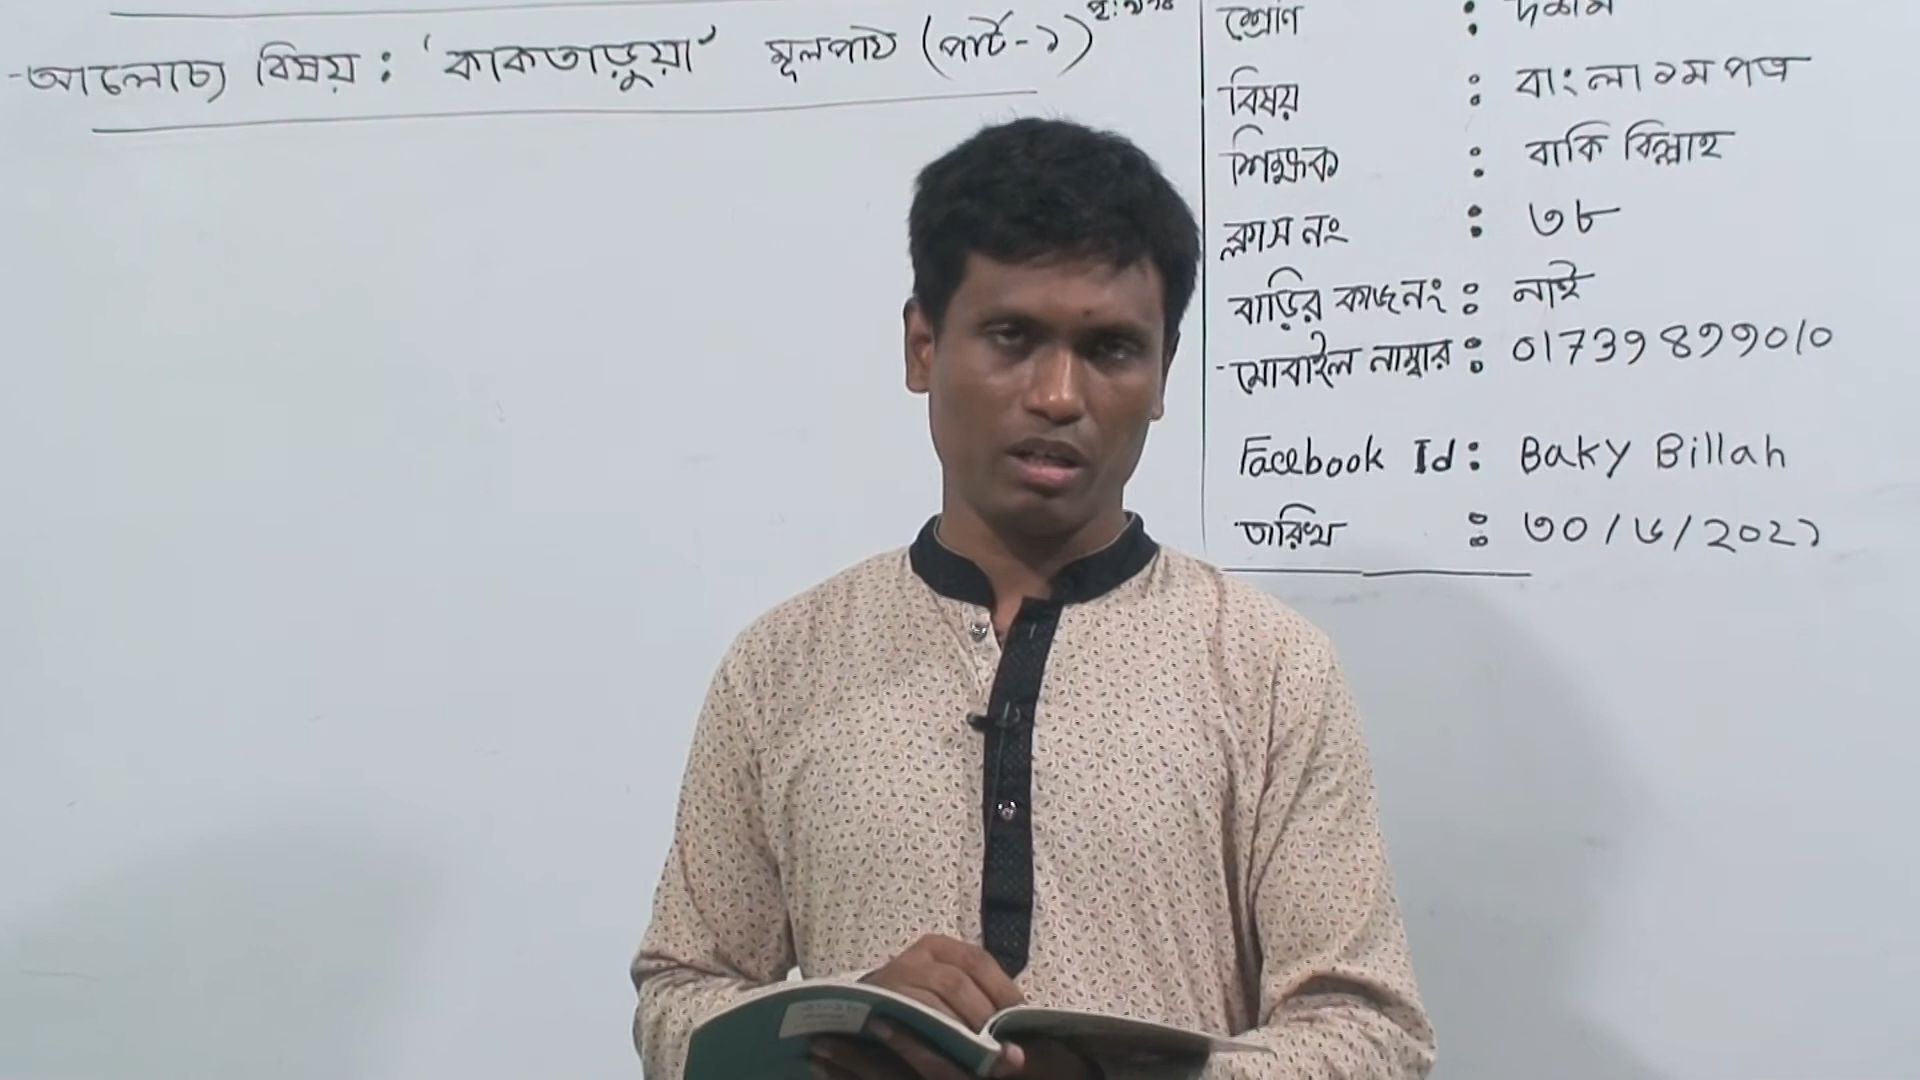 আলোচ্য বিষয় : 'কাকতাড়ুয়া' মূলপাঠ (পার্ট-১)
শ্রেণি : দশম
বিষয় : বাংলা ১ম পত্র
শিক্ষক : বাকি বিল্লাহ
ক্লাস নং : ৩৮
বাড়ির কাজ নং : নাই
মোবাইল নাম্বার : 01739899010
Facebook Id : Baky Billah
তারিখ : ৩০/৬/২০২১